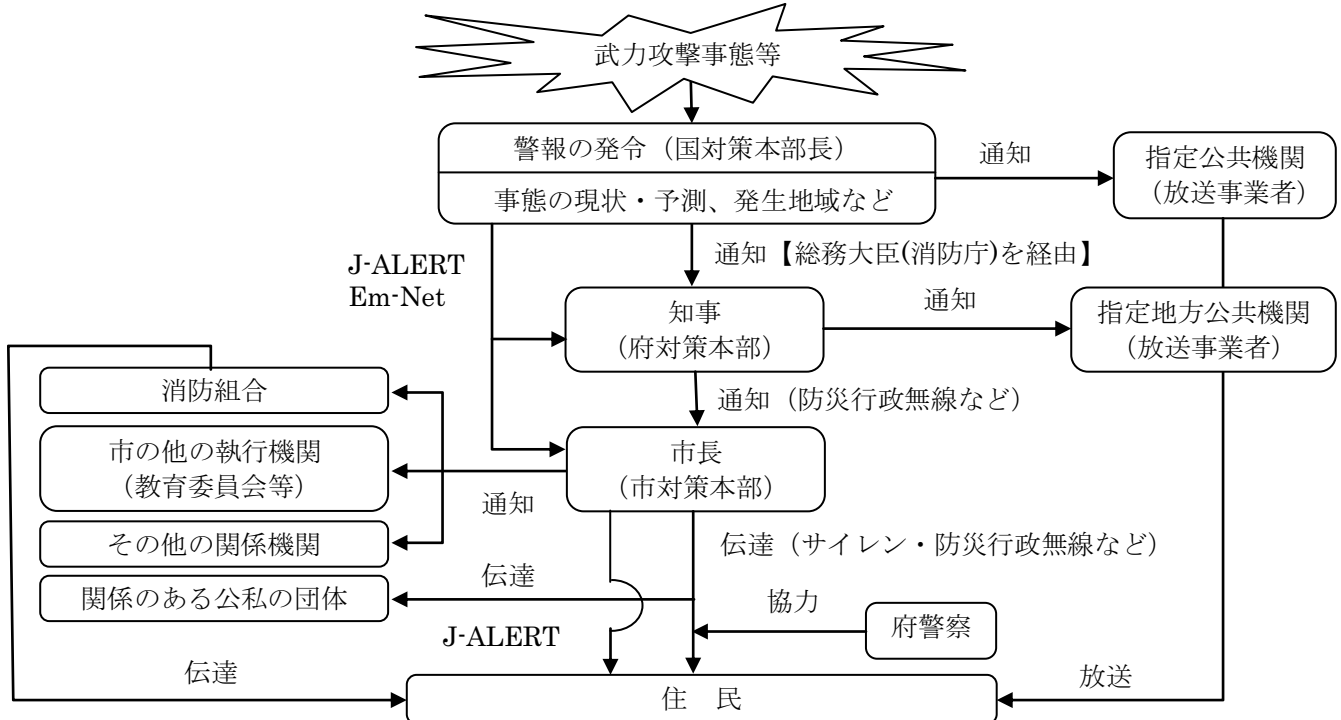 武力攻撃事態等
警報の発令（国対策本部長）
事態の現状・予測、発生地域など
通知
指定公共機関
（放送事業者）
J-ALERT
Em-Net
通知【総務大臣(消防庁)を経由】
知事
（府対策本部）
通知
指定地方公共機関
（放送事業者）
消防組合
通知（防災行政無線など）
市の他の執行機関
（教育委員会等）
市長
（市対策本部）
通知
その他の関係機関
伝達（サイレン・防災行政無線など）
関係のある公私の団体
伝達
協力
府警察
J-ALERT
伝達
放送
住　民